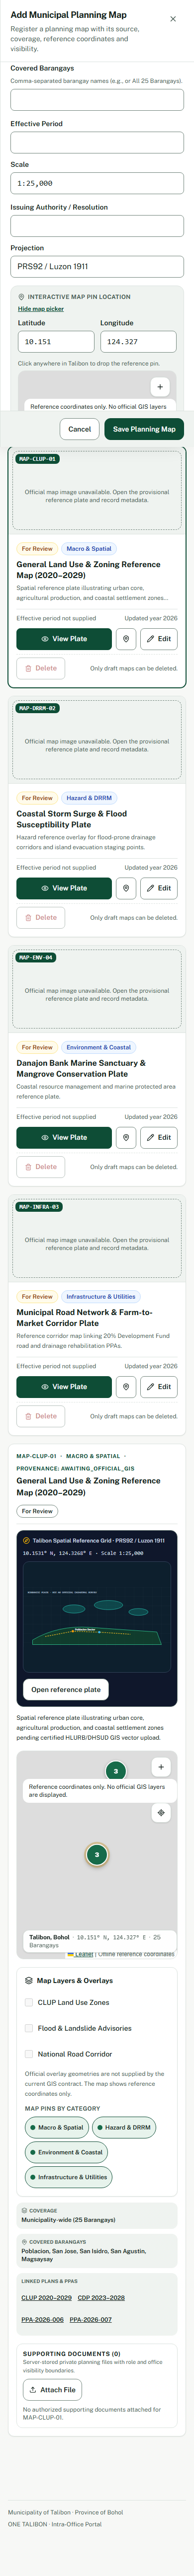 Add Municipal Planning Map
Register a planning map with its source,
coverage, reference coordinates and
visibility.
Covered Barangays
Comma-separated barangay names (e.g., or All 25 Barangays).
Effective Period
Scale
1:25,000
Issuing Authority / Resolution
Projection
PRS92 / Luzon 1911
INTERACTIVE MAP PIN LOCATION
Hide map picker
Latitude Longitude
10.151 124.327
Click anywhere in Talibon to drop the reference pin.
+
Reference coordinates only. No official GIS layers
Cancel Save Planning Map
MAP-CLUP-01
Official map image unavailable. Open the provisional
reference plate and record metadata.
For Review Macro & Spatial
General Land Use & Zoning Reference
Map (2020–2029)
Spatial reference plate illustrating urban core,
agricultural production, and coastal settlement zones...
Effective period not supplied Updated year 2026
View Plate Edit
Delete Only draft maps can be deleted.
MAP-DRRM-02
Official map image unavailable. Open the provisional
reference plate and record metadata.
For Review Hazard & DRRM
Coastal Storm Surge & Flood
Susceptibility Plate
Hazard reference overlay for flood-prone drainage
corridors and island evacuation staging points.
Effective period not supplied Updated year 2026
View Plate Edit
Delete Only draft maps can be deleted.
MAP-ENV-04
Official map image unavailable. Open the provisional
reference plate and record metadata.
For Review Environment & Coastal
Danajon Bank Marine Sanctuary &
Mangrove Conservation Plate
Coastal resource management and marine protected area
reference plate.
Effective period not supplied Updated year 2026
View Plate Edit
Delete Only draft maps can be deleted.
MAP-INFRA-03
Official map image unavailable. Open the provisional
reference plate and record metadata.
For Review Infrastructure & Utilities
Municipal Road Network & Farm-to-
Market Corridor Plate
Reference corridor map linking 20% Development Fund
road and drainage rehabilitation PPAs.
Effective period not supplied Updated year 2026
View Plate Edit
Delete Only draft maps can be deleted.
MAP-CLUP-01 • MACRO & SPATIAL •
PROVENANCE: AWAITING_OFFICIAL_GIS
General Land Use & Zoning Reference
Map (2020–2029)
For Review
Talibon Spatial Reference Grid · PRS92 / Luzon 1911
10.1531° N, 124.3268° E · Scale 1:25,000
Open reference plate
Spatial reference plate illustrating urban core,
agricultural production, and coastal settlement zones
pending certified HLURB/DHSUD GIS vector upload.
3
+
Reference coordinates only. No official GIS layers
are displayed.
3
Talibon, Bohol · 10.151° N, 124.327° E · 25
Barangays
Leaflet | Offline reference coordinates
Map Layers & Overlays
CLUP Land Use Zones
Flood & Landslide Advisories
National Road Corridor
Official overlay geometries are not supplied by the
current GIS contract. The map shows reference
coordinates only.
MAP PINS BY CATEGORY
Macro & Spatial Hazard & DRRM
Environment & Coastal
Infrastructure & Utilities
COVERAGE
Municipality-wide (25 Barangays)
COVERED BARANGAYS
Poblacion, San Jose, San Isidro, San Agustin,
Magsaysay
LINKED PLANS & PPAS
CLUP 2020–2029 CDP 2023–2028
PPA-2026-006 PPA-2026-007
SUPPORTING DOCUMENTS (0)
Server-stored private planning files with role and office
visibility boundaries.
Attach File
No authorized supporting documents attached for
MAP-CLUP-01.
Municipality of Talibon · Province of Bohol
ONE TALIBON · Intra-Office Portal